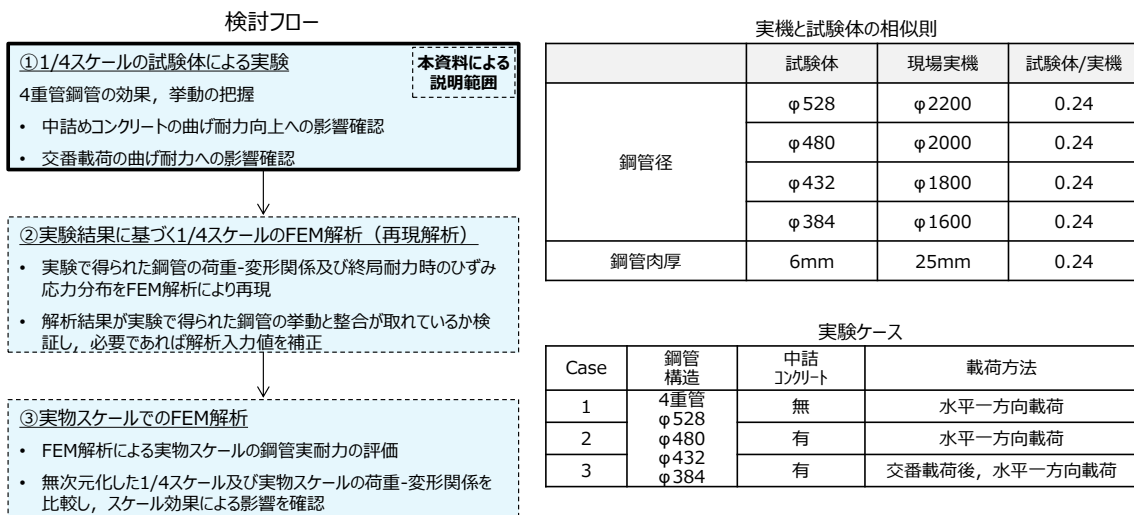 検討フロー
①1/4スケールの試験体による実験
本資料による
説明範囲
4重管鋼管の効果，挙動の把握
• 中詰めコンクリートの曲げ耐力向上への影響確認
• 交番載荷の曲げ耐力への影響確認
②実験結果に基づく1/4スケールのFEM解析（再現解析）
• 実験で得られた鋼管の荷重-変形関係及び終局耐力時のひずみ
応力分布をFEM解析により再現
• 解析結果が実験で得られた鋼管の挙動と整合が取れているか検
証し，必要であれば解析入力値を補正
③実物スケールでのFEM解析
• FEM解析による実物スケールの鋼管実耐力の評価
• 無次元化した1/4スケール及び実物スケールの荷重-変形関係を
比較し，スケール効果による影響を確認
実機と試験体の相似則
試験体 現場実機 試験体/実機
鋼管径
φ528 φ2200 0.24
φ480 φ2000 0.24
φ432 φ1800 0.24
φ384 φ1600 0.24
鋼管肉厚 6mm 25mm 0.24
実験ケース
Case 鋼管
構造 中詰
コンクリート 載荷方法
4重管
φ528
φ480
φ432
φ384
1 無 水平一方向載荷
2 有 水平一方向載荷
3 有 交番載荷後，水平一方向載荷